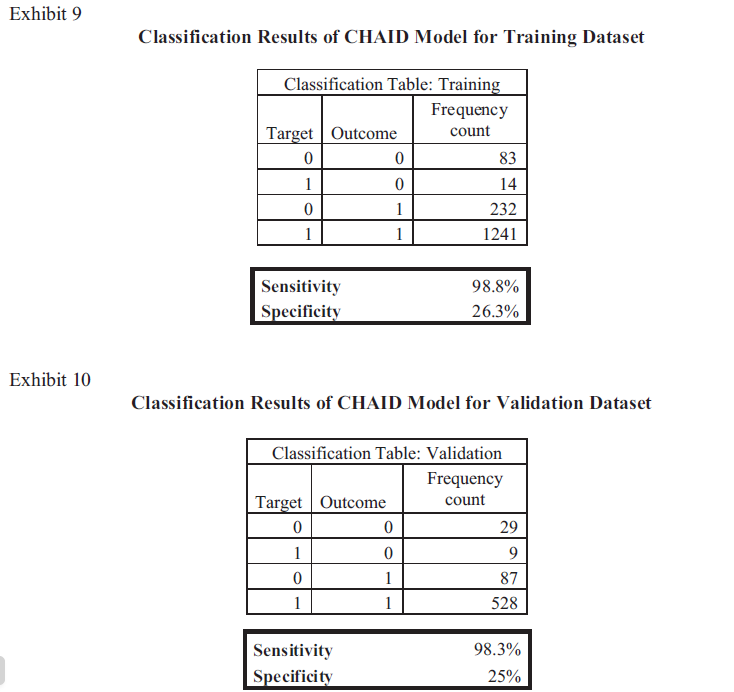 Exhibit 9
Classification Results of CHAID Model for Training Dataset
Classification Table: Training
Frequency
Target Outcome count
0 0 83
1 0 14
0 1 232
1 1 1241
Sensitivity 98.8%
Specificity 26.3%
Exhibit 10
Classification Results of CHAID Model for Validation Dataset
Classification Table: Validation
Frequency
Target Outcome count
0 0 29
1 0 9
0 1 87
1 1 528
Sensitivity 98.3%
Specificity 25%